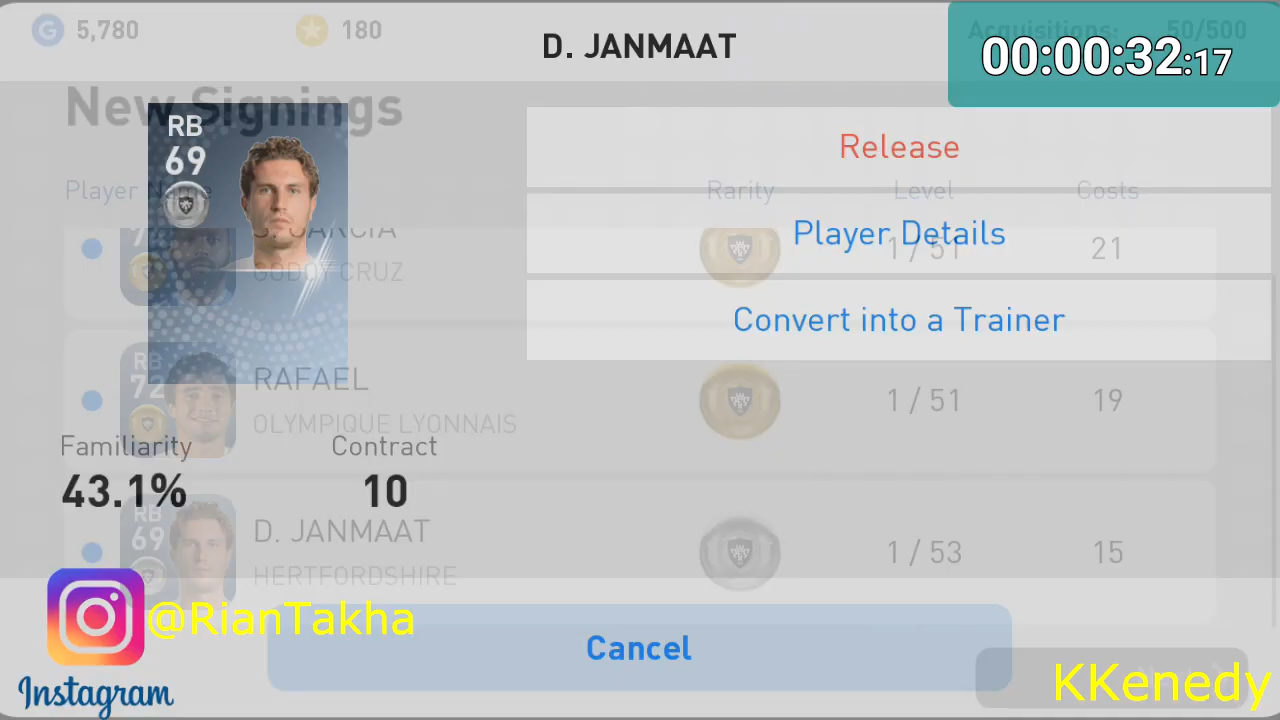 5,780
180
D. JANMAAT
Acquisitions: 50/500
00:00:32:17
New Signings
RB
69
Release
Player Name
Rarity
Level
Costs
Player Details
S. GARCIA
GODOY CRUZ
1 / 51
21
Convert into a Trainer
RB
72
RAFAEL
OLYMPIQUE LYONNAIS
1 / 51
19
Familiarity
Contract
43.1%
10
RB
69
D. JANMAAT
HERTFORDSHIRE
1 / 53
15
@RianTakha
Cancel
Instagram
KKenedy